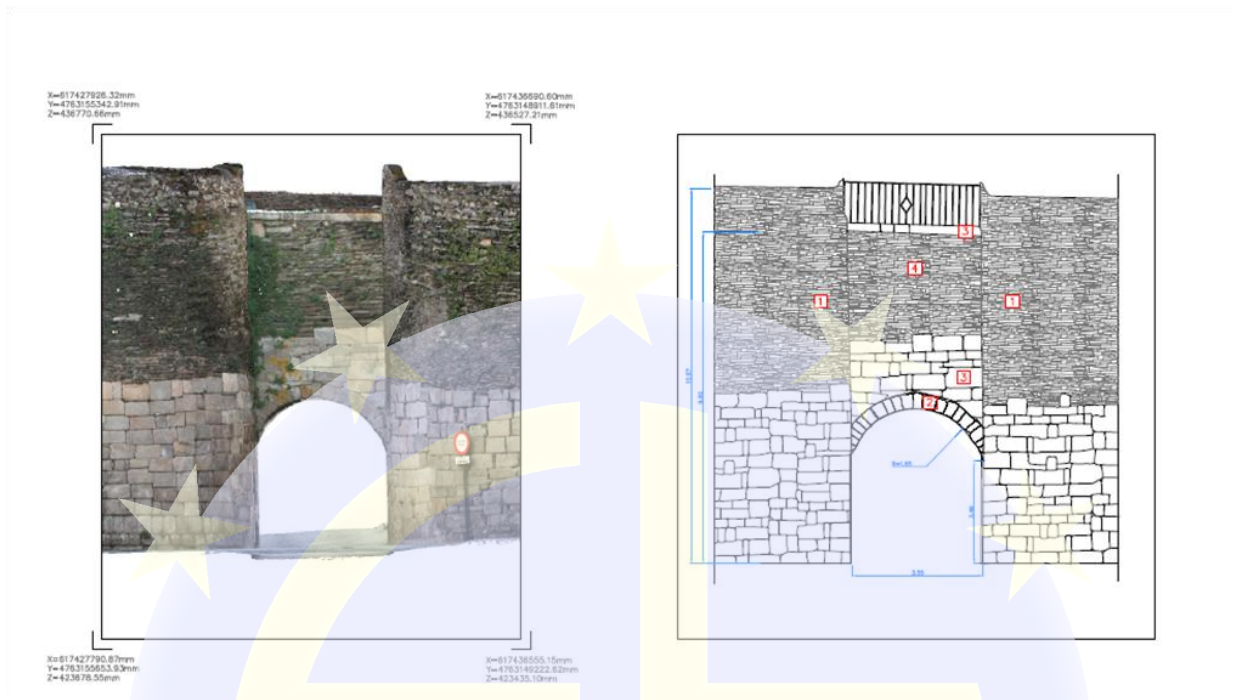 X=617427926.32mm
Y=4763155342.91mm
Z=436770.66mm
X=617436690.60mm
Y=4763148911.61mm
Z=436527.21mm
3
4
1
1
3
2
3.55
X=617427790.87mm
Y=4763155653.93mm
Z=423678.55mm
X=617436555.15mm
Y=4763149222.62mm
Z=423435.10mm